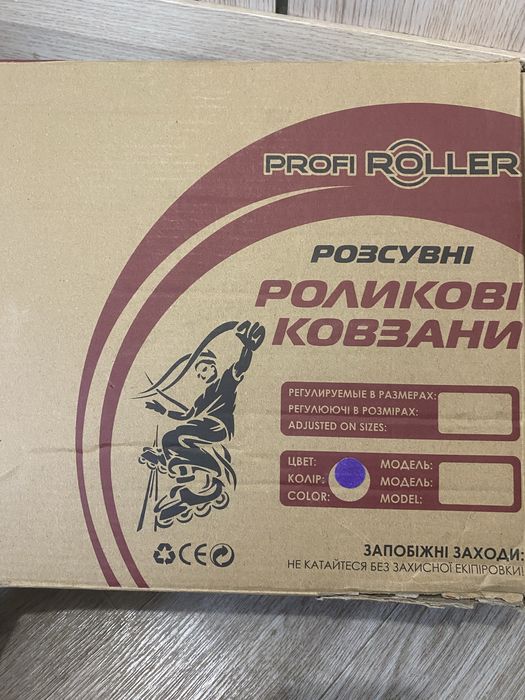 PROFI ROLLER
РОЗСУВНІ
РОЛИКОВІ
КОВЗАНИ
РЕГУЛИРУЕМЫЕ В РАЗМЕРАХ:
РЕГУЛЮЮЧІ В РОЗМІРАХ:
ADJUSTED ON SIZES:
ЦВЕТ:
КОЛІР:
COLOR:
МОДЕЛЬ:
МОДЕЛЬ:
MODEL:
CE
ЗАПОБІЖНІ ЗАХОДИ:
НЕ КАТАЙТЕСЯ БЕЗ ЗАХИСНОЇ ЕКІПІРОВКИ!